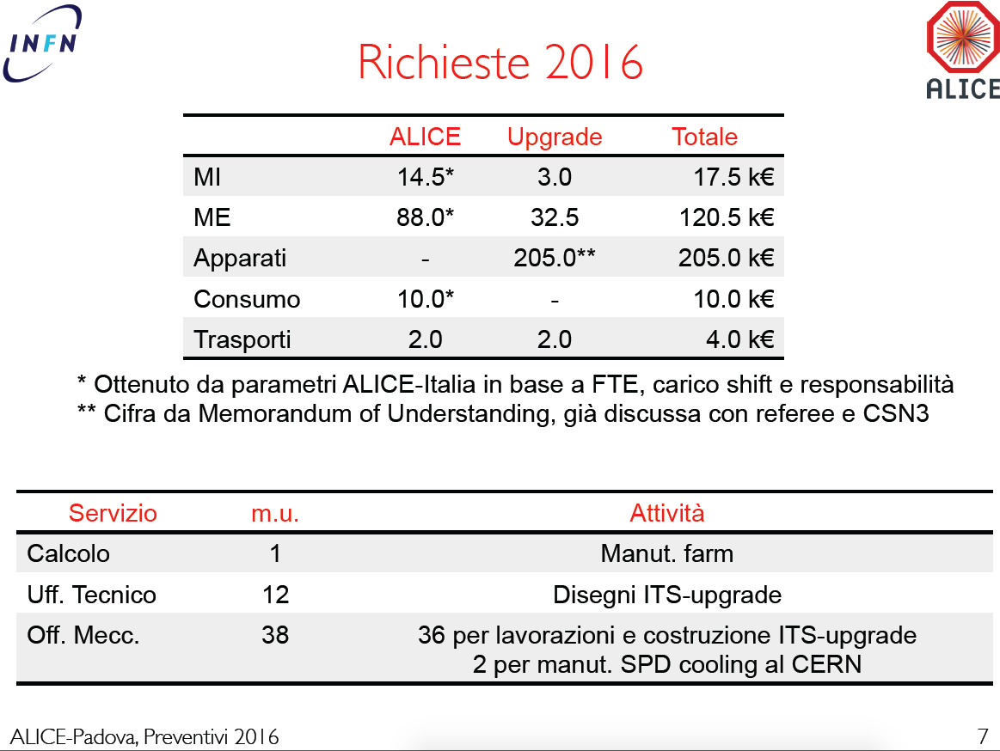 INFN
ALICE
Richieste 2016
ALICE Upgrade Totale
MI 14.5* 3.0 17.5 k€
ME 88.0* 32.5 120.5 k€
Apparati - 205.0** 205.0 k€
Consumo 10.0* - 10.0 k€
Trasporti 2.0 2.0 4.0 k€
* Ottenuto da parametri ALICE-Italia in base a FTE, carico shift e responsabilità
** Cifra da Memorandum of Understanding, già discussa con referee e CSN3
Servizio m.u. Attività
Calcolo 1 Manut. farm
Uff. Tecnico 12 Disegni ITS-upgrade
Off. Mecc. 38 36 per lavorazioni e costruzione ITS-upgrade
2 per manut. SPD cooling al CERN
ALICE-Padova, Preventivi 2016 7